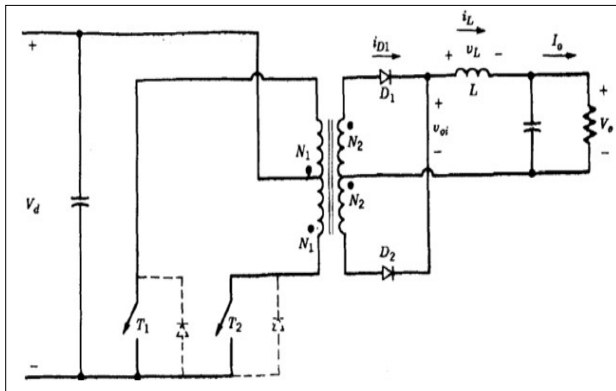 +
i_D1
i_L
+ v_L -
I_o
D_1
L
+
v_oi
-
+
V_o
-
N_1
N_2
V_d
N_2
N_1
D_2
T_1
T_2
-